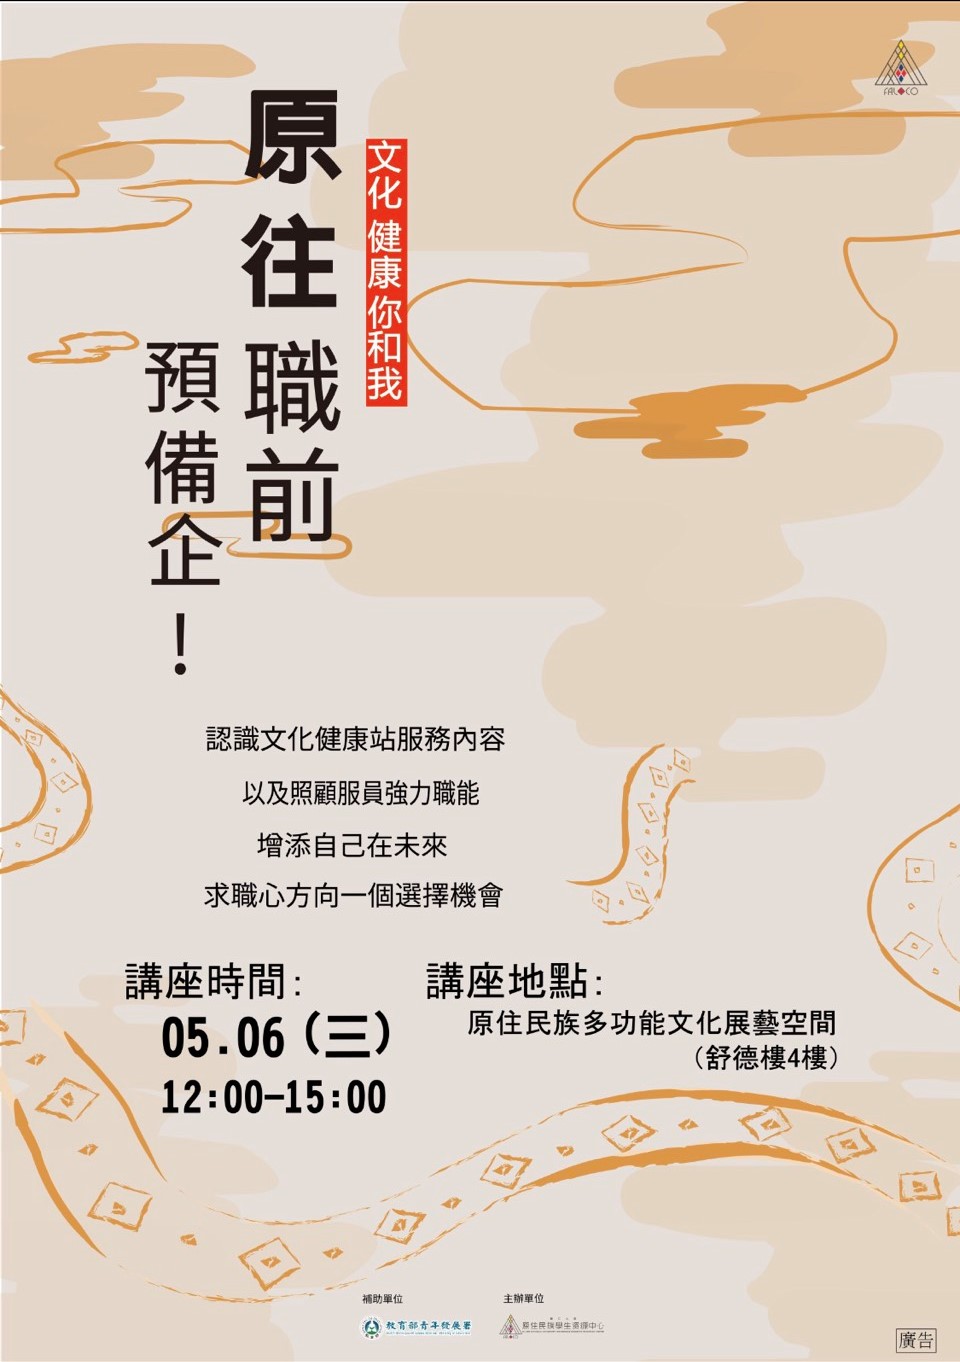 FALOCO
文化 健康 你和我
原往職前
預備企！
認識文化健康站服務內容
以及照顧服員強力職能
增添自己在未來
求職心方向一個選擇機會
講座時間：
05.06（三）
12:00-15:00
講座地點：
原住民族多功能文化展藝空間
（舒德樓4樓）
補助單位
教育部青年發展署
主辦單位
原住民族學生資源中心
廣告